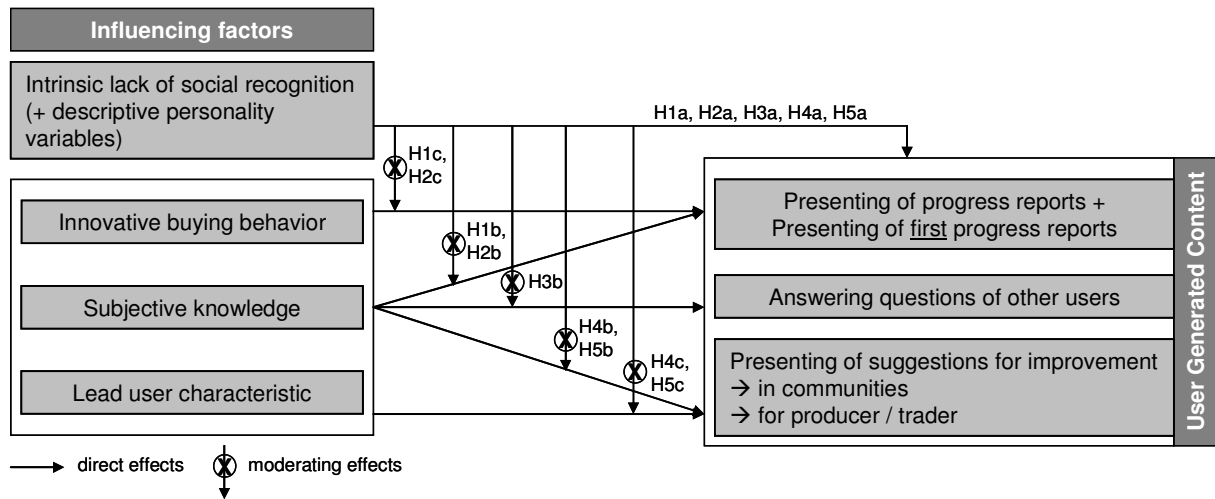 Influencing factors
Intrinsic lack of social recognition
(+ descriptive personality
variables)
H1a, H2a, H3a, H4a, H5a
H1c,
H2c
Innovative buying behavior
H1b,
H2b
Presenting of progress reports +
Presenting of first progress reports
H3b
Subjective knowledge
Answering questions of other users
H4b,
H5b
H4c,
H5c
Lead user characteristic
Presenting of suggestions for improvement
→ in communities
→ for producer / trader
User Generated Content
direct effects
X moderating effects